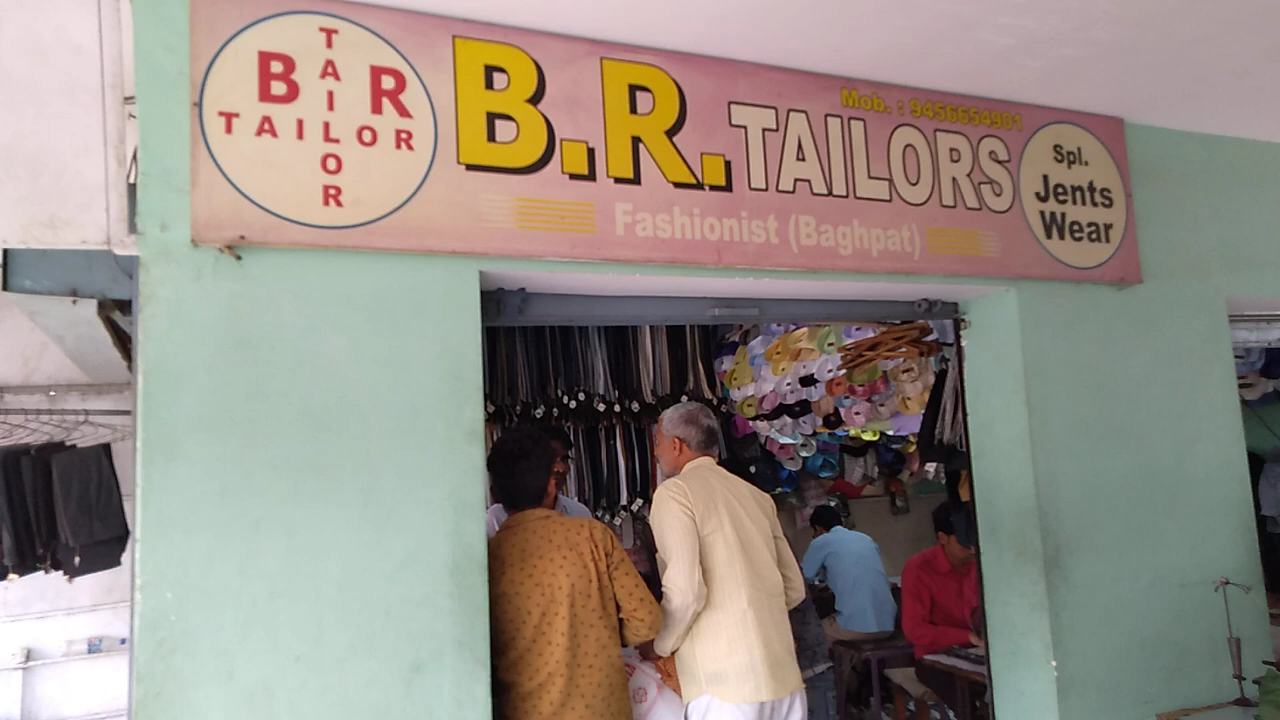 B R
TAILOR
TAILOR
B.R. TAILORS
Mob. : 9456654901
Fashionist (Baghpat)
Spl.
Jents
Wear